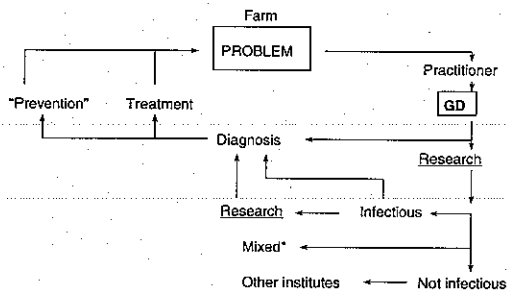 Farm
PROBLEM
Practitioner
"Prevention" Treatment
GD
Diagnosis
Research
Research Infectious
Mixed*
Other institutes Not infectious